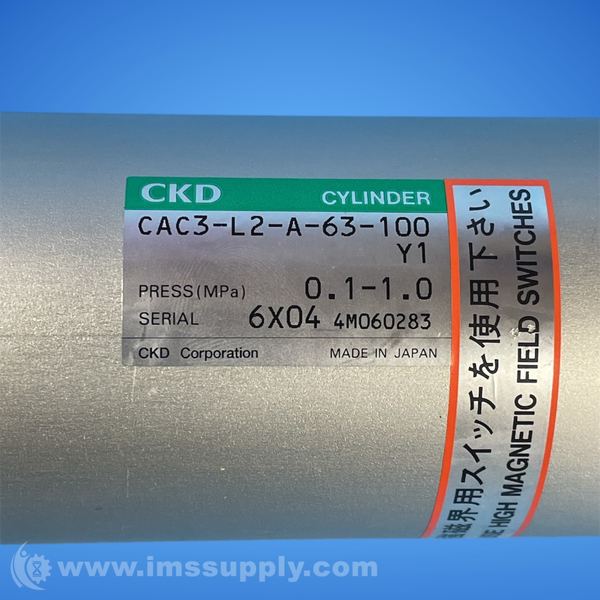 CKD CYLINDER
CAC3-L2-A-63-100
Y1
PRESS(MPa) 0.1-1.0
SERIAL 6X04 4M060283
CKD Corporation MADE IN JAPAN
磁界用スイッチを使用下さい
HIGH MAGNETIC FIELD SWITCHES
www.imssupply.com